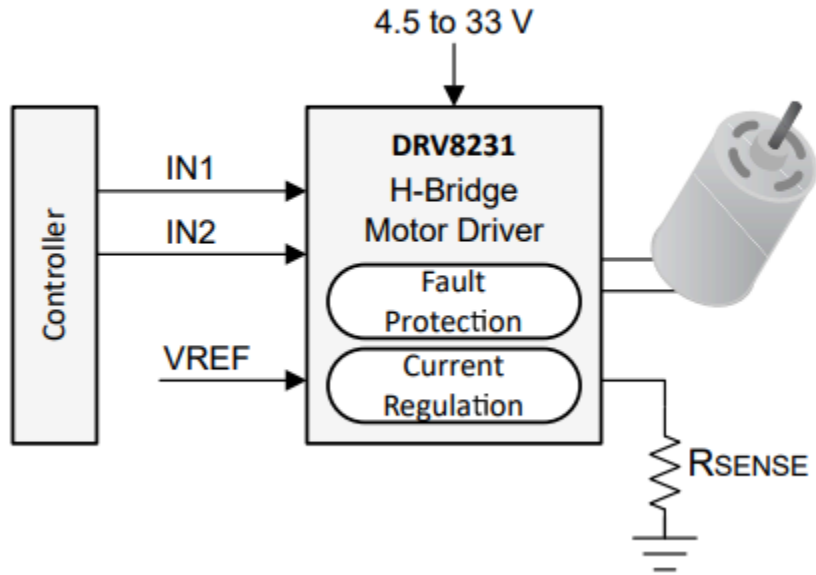 4.5 to 33 V
Controller
IN1
IN2
VREF
DRV8231
H-Bridge
Motor Driver
Fault
Protection
Current
Regulation
RSENSE